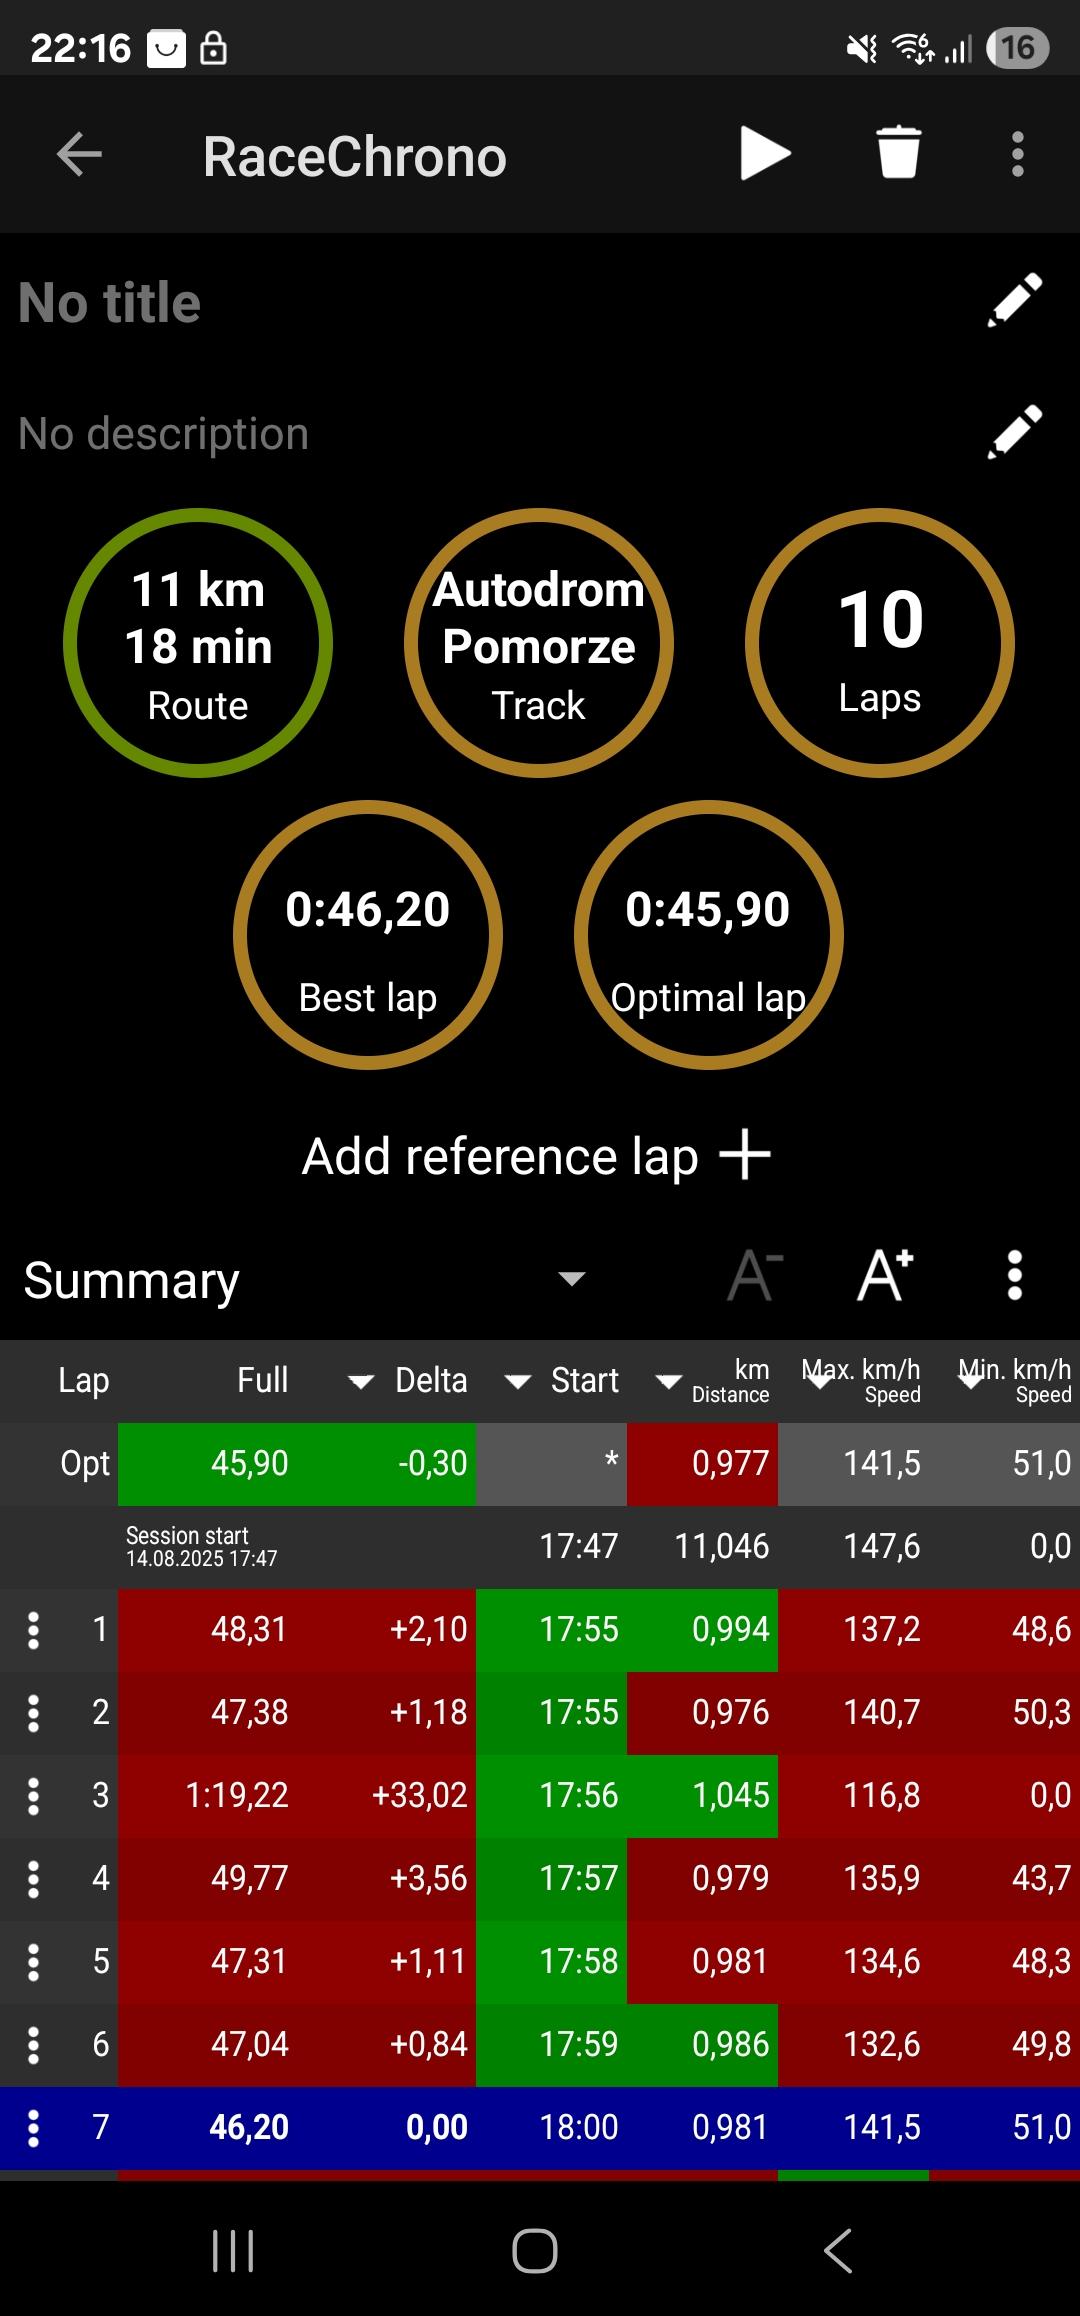 22:16 6 16
RaceChrono
No title
No description
11 km
18 min
Route
Autodrom
Pomorze
Track
10
Laps
0:46,20
Best lap
0:45,90
Optimal lap
Add reference lap +
Summary A- A+
Lap Full Delta Start km Distance Max. km/h Speed Min. km/h Speed
Opt 45,90 -0,30 * 0,977 141,5 51,0
Session start 14.08.2025 17:47 17:47 11,046 147,6 0,0
1 48,31 +2,10 17:55 0,994 137,2 48,6
2 47,38 +1,18 17:55 0,976 140,7 50,3
3 1:19,22 +33,02 17:56 1,045 116,8 0,0
4 49,77 +3,56 17:57 0,979 135,9 43,7
5 47,31 +1,11 17:58 0,981 134,6 48,3
6 47,04 +0,84 17:59 0,986 132,6 49,8
7 46,20 0,00 18:00 0,981 141,5 51,0